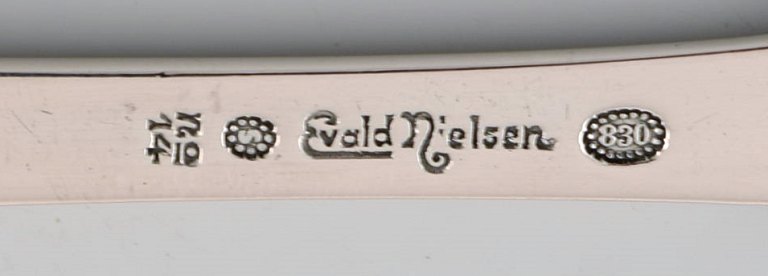 No 14
S
Evald Nielsen
830